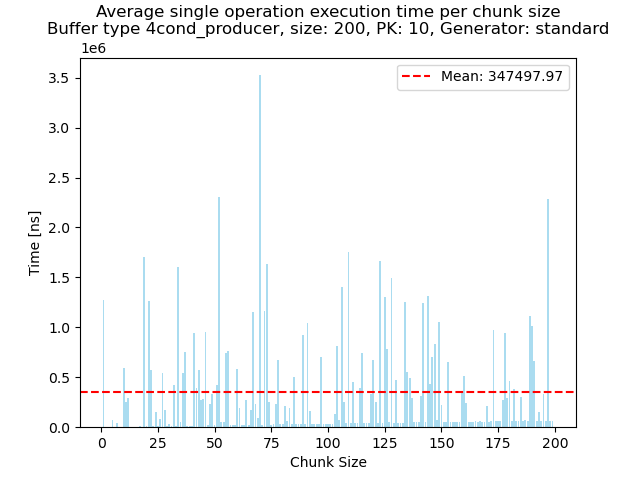 Average single operation execution time per chunk size
Buffer type 4cond_producer, size: 200, PK: 10, Generator: standard
1e6
Mean: 347497.97
3.5
3.0
2.5
2.0
1.5
1.0
0.5
0.0
Time [ns]
0 25 50 75 100 125 150 175 200
Chunk Size